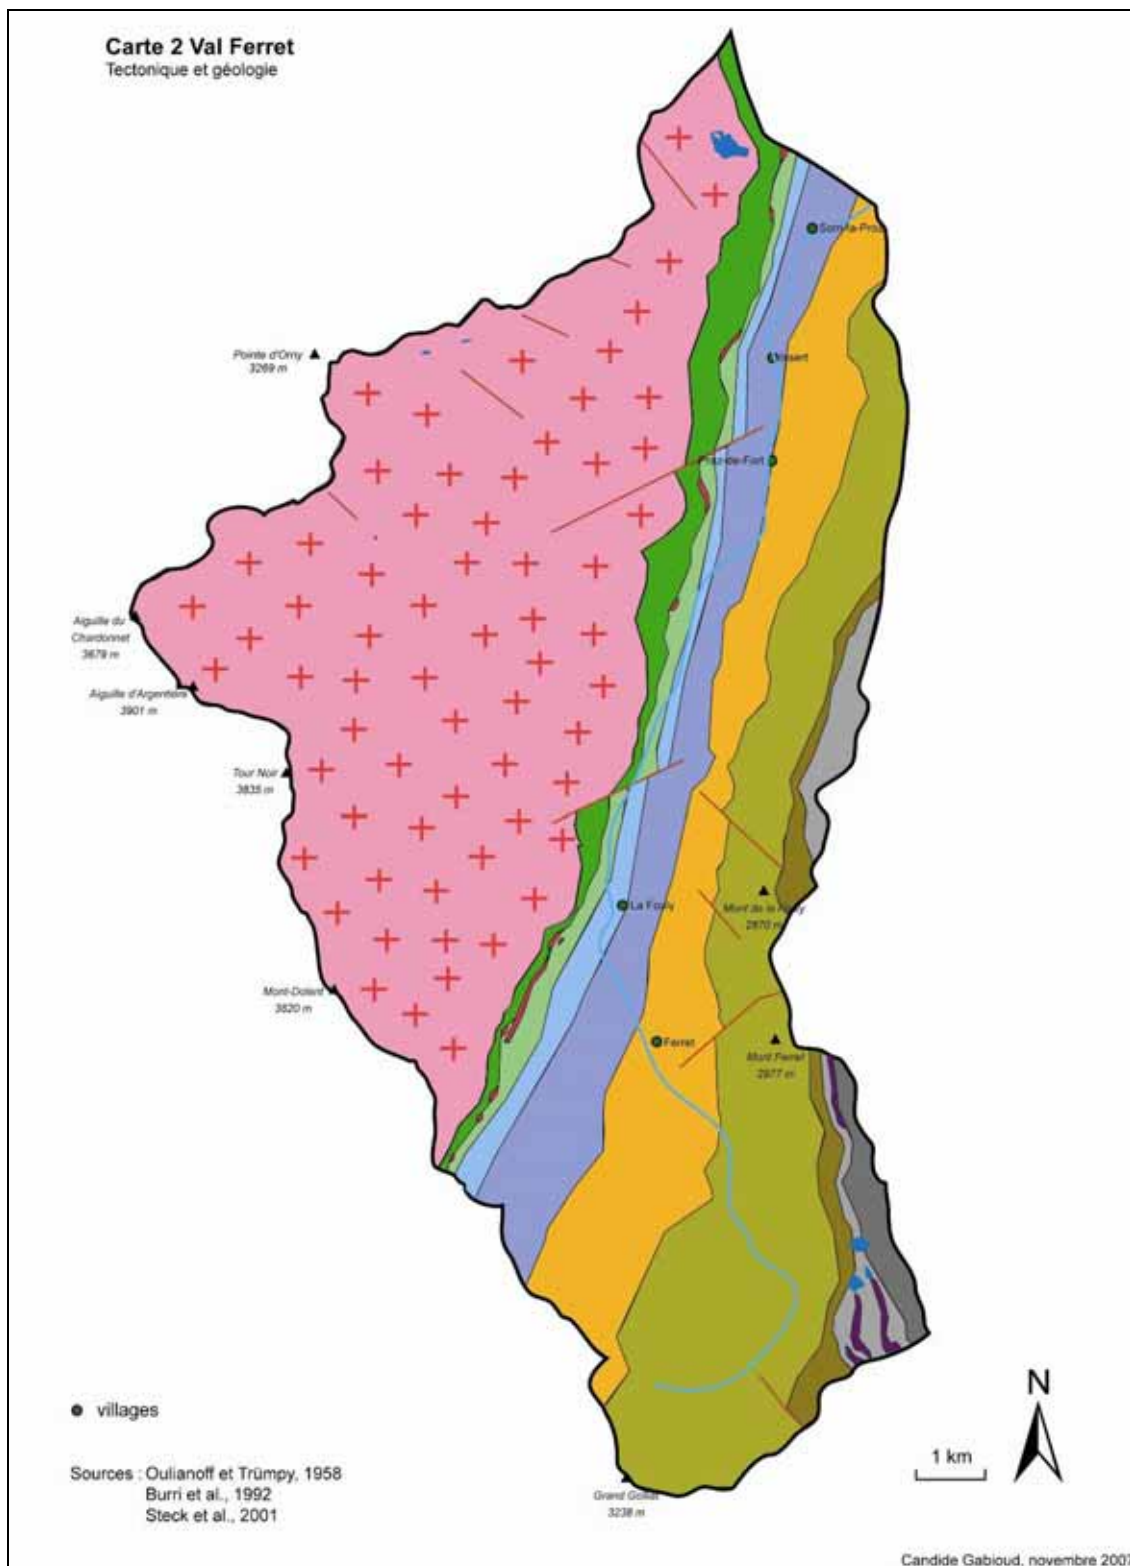 Carte 2 Val Ferret
Tectonique et géologie
Som-la-Proz
Pointe d'Orny
3269 m
Issert
Praz-de-Fort
Aiguille du
Chardonnet
3679 m
Aiguille d'Argentière
3901 m
Tour Noir
3835 m
La Fouly
Mont de la Fouly
2870 m
Mont-Dolent
3820 m
Ferret
Mont Ferret
2977 m
N
villages
1 km
Sources : Oulianoff et Trümpy, 1958
Burri et al., 1992
Steck et al., 2001
Grand Golliat
3238 m
Candide Gabioud, novembre 2007